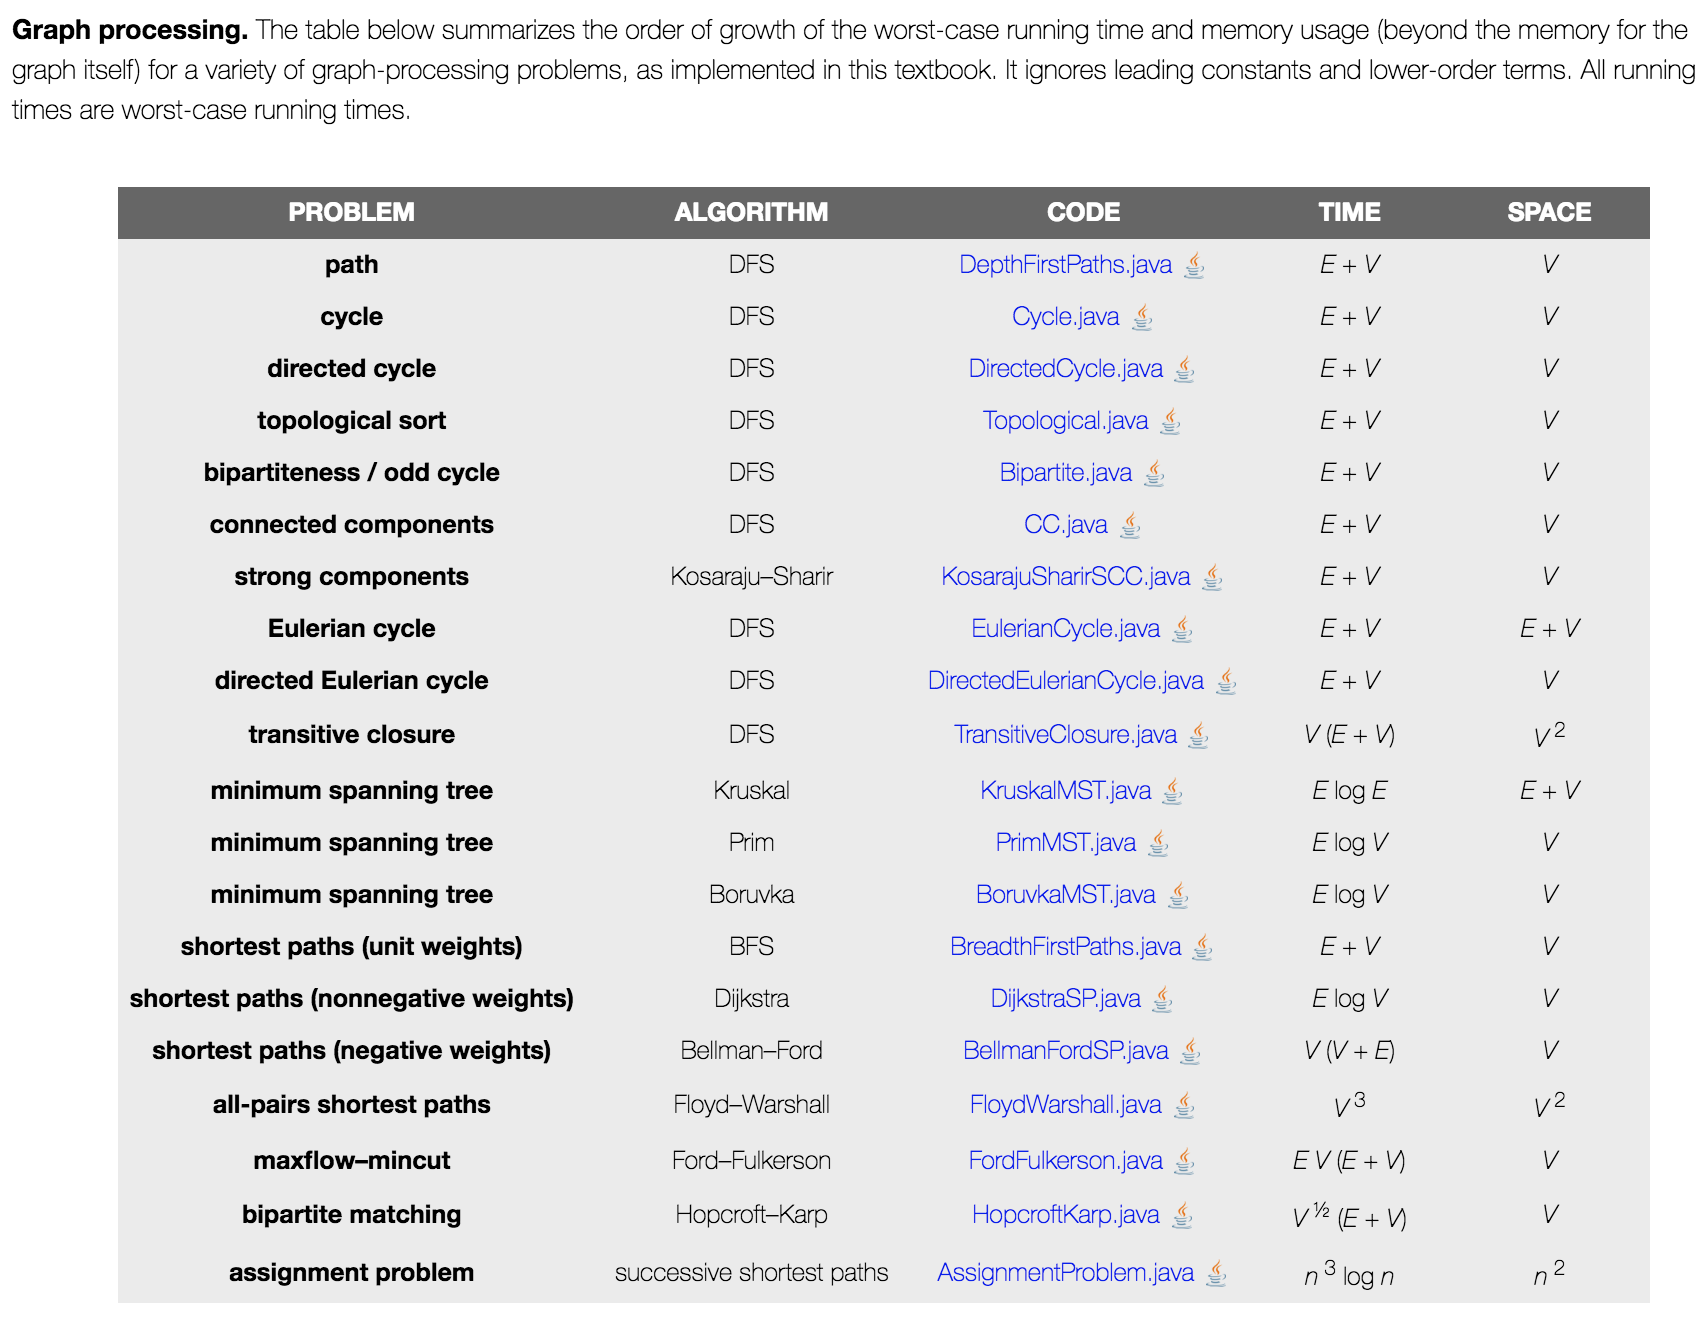 Graph processing. The table below summarizes the order of growth of the worst-case running time and memory usage (beyond the memory for the
graph itself) for a variety of graph-processing problems, as implemented in this textbook. It ignores leading constants and lower-order terms. All running
times are worst-case running times.
PROBLEM ALGORITHM CODE TIME SPACE
path DFS DepthFirstPaths.java E + V V
cycle DFS Cycle.java E + V V
directed cycle DFS DirectedCycle.java E + V V
topological sort DFS Topological.java E + V V
bipartiteness / odd cycle DFS Bipartite.java E + V V
connected components DFS CC.java E + V V
strong components Kosaraju–Sharir KosarajuSharirSCC.java E + V V
Eulerian cycle DFS EulerianCycle.java E + V E + V
directed Eulerian cycle DFS DirectedEulerianCycle.java E + V V
transitive closure DFS TransitiveClosure.java V (E + V) V 2
minimum spanning tree Kruskal KruskalMST.java E log E E + V
minimum spanning tree Prim PrimMST.java E log V V
minimum spanning tree Boruvka BoruvkaMST.java E log V V
shortest paths (unit weights) BFS BreadthFirstPaths.java E + V V
shortest paths (nonnegative weights) Dijkstra DijkstraSP.java E log V V
shortest paths (negative weights) Bellman–Ford BellmanFordSP.java V (V + E) V
all-pairs shortest paths Floyd–Warshall FloydWarshall.java V 3 V 2
maxflow–mincut Ford–Fulkerson FordFulkerson.java E V (E + V) V
bipartite matching Hopcroft–Karp HopcroftKarp.java V ½ (E + V) V
assignment problem successive shortest paths AssignmentProblem.java n 3 log n n 2